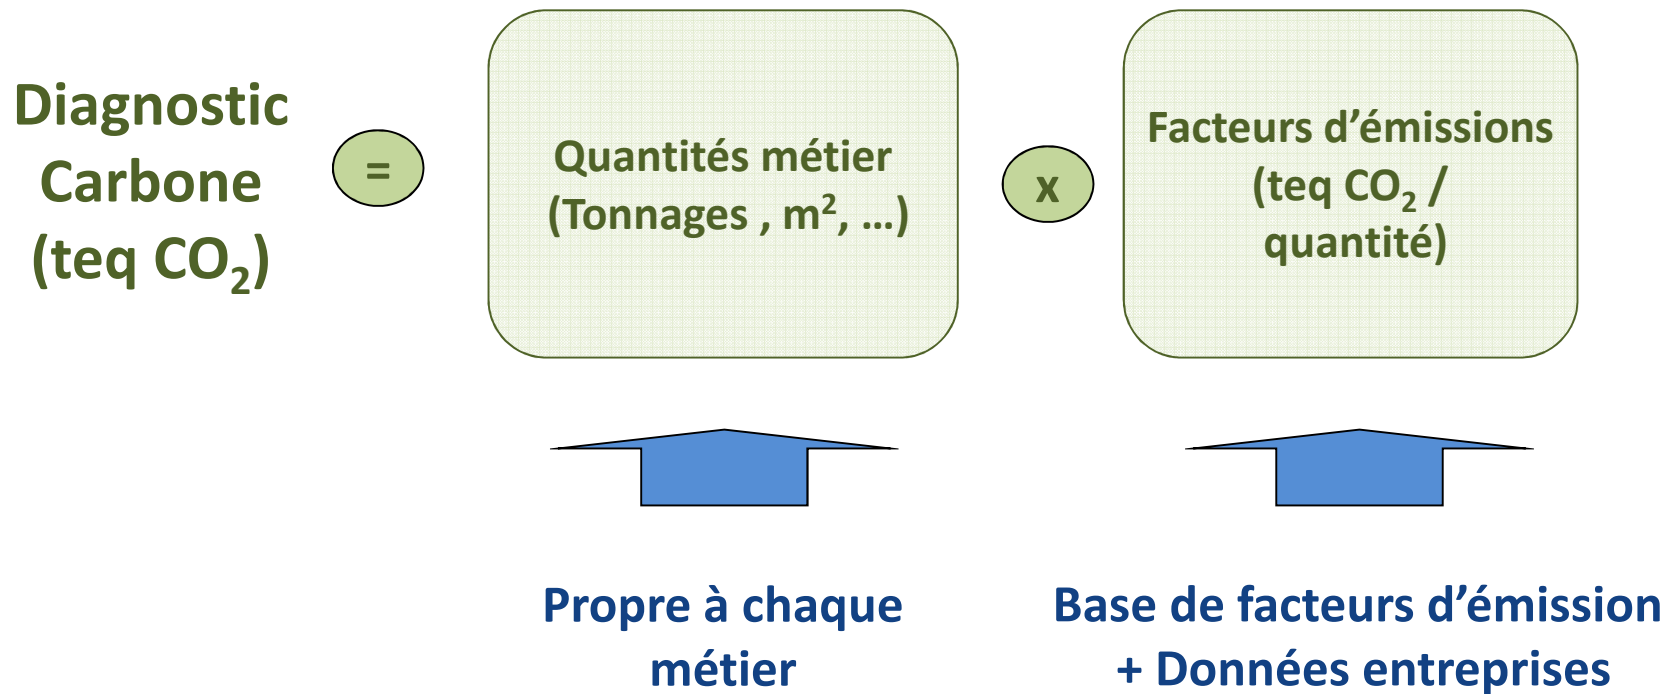 Diagnostic
Carbone
(teq CO₂)
=
Quantités métier
(Tonnages , m², …)
x
Facteurs d’émissions
(teq CO₂ /
quantité)
Propre à chaque
métier
Base de facteurs d’émission
+ Données entreprises